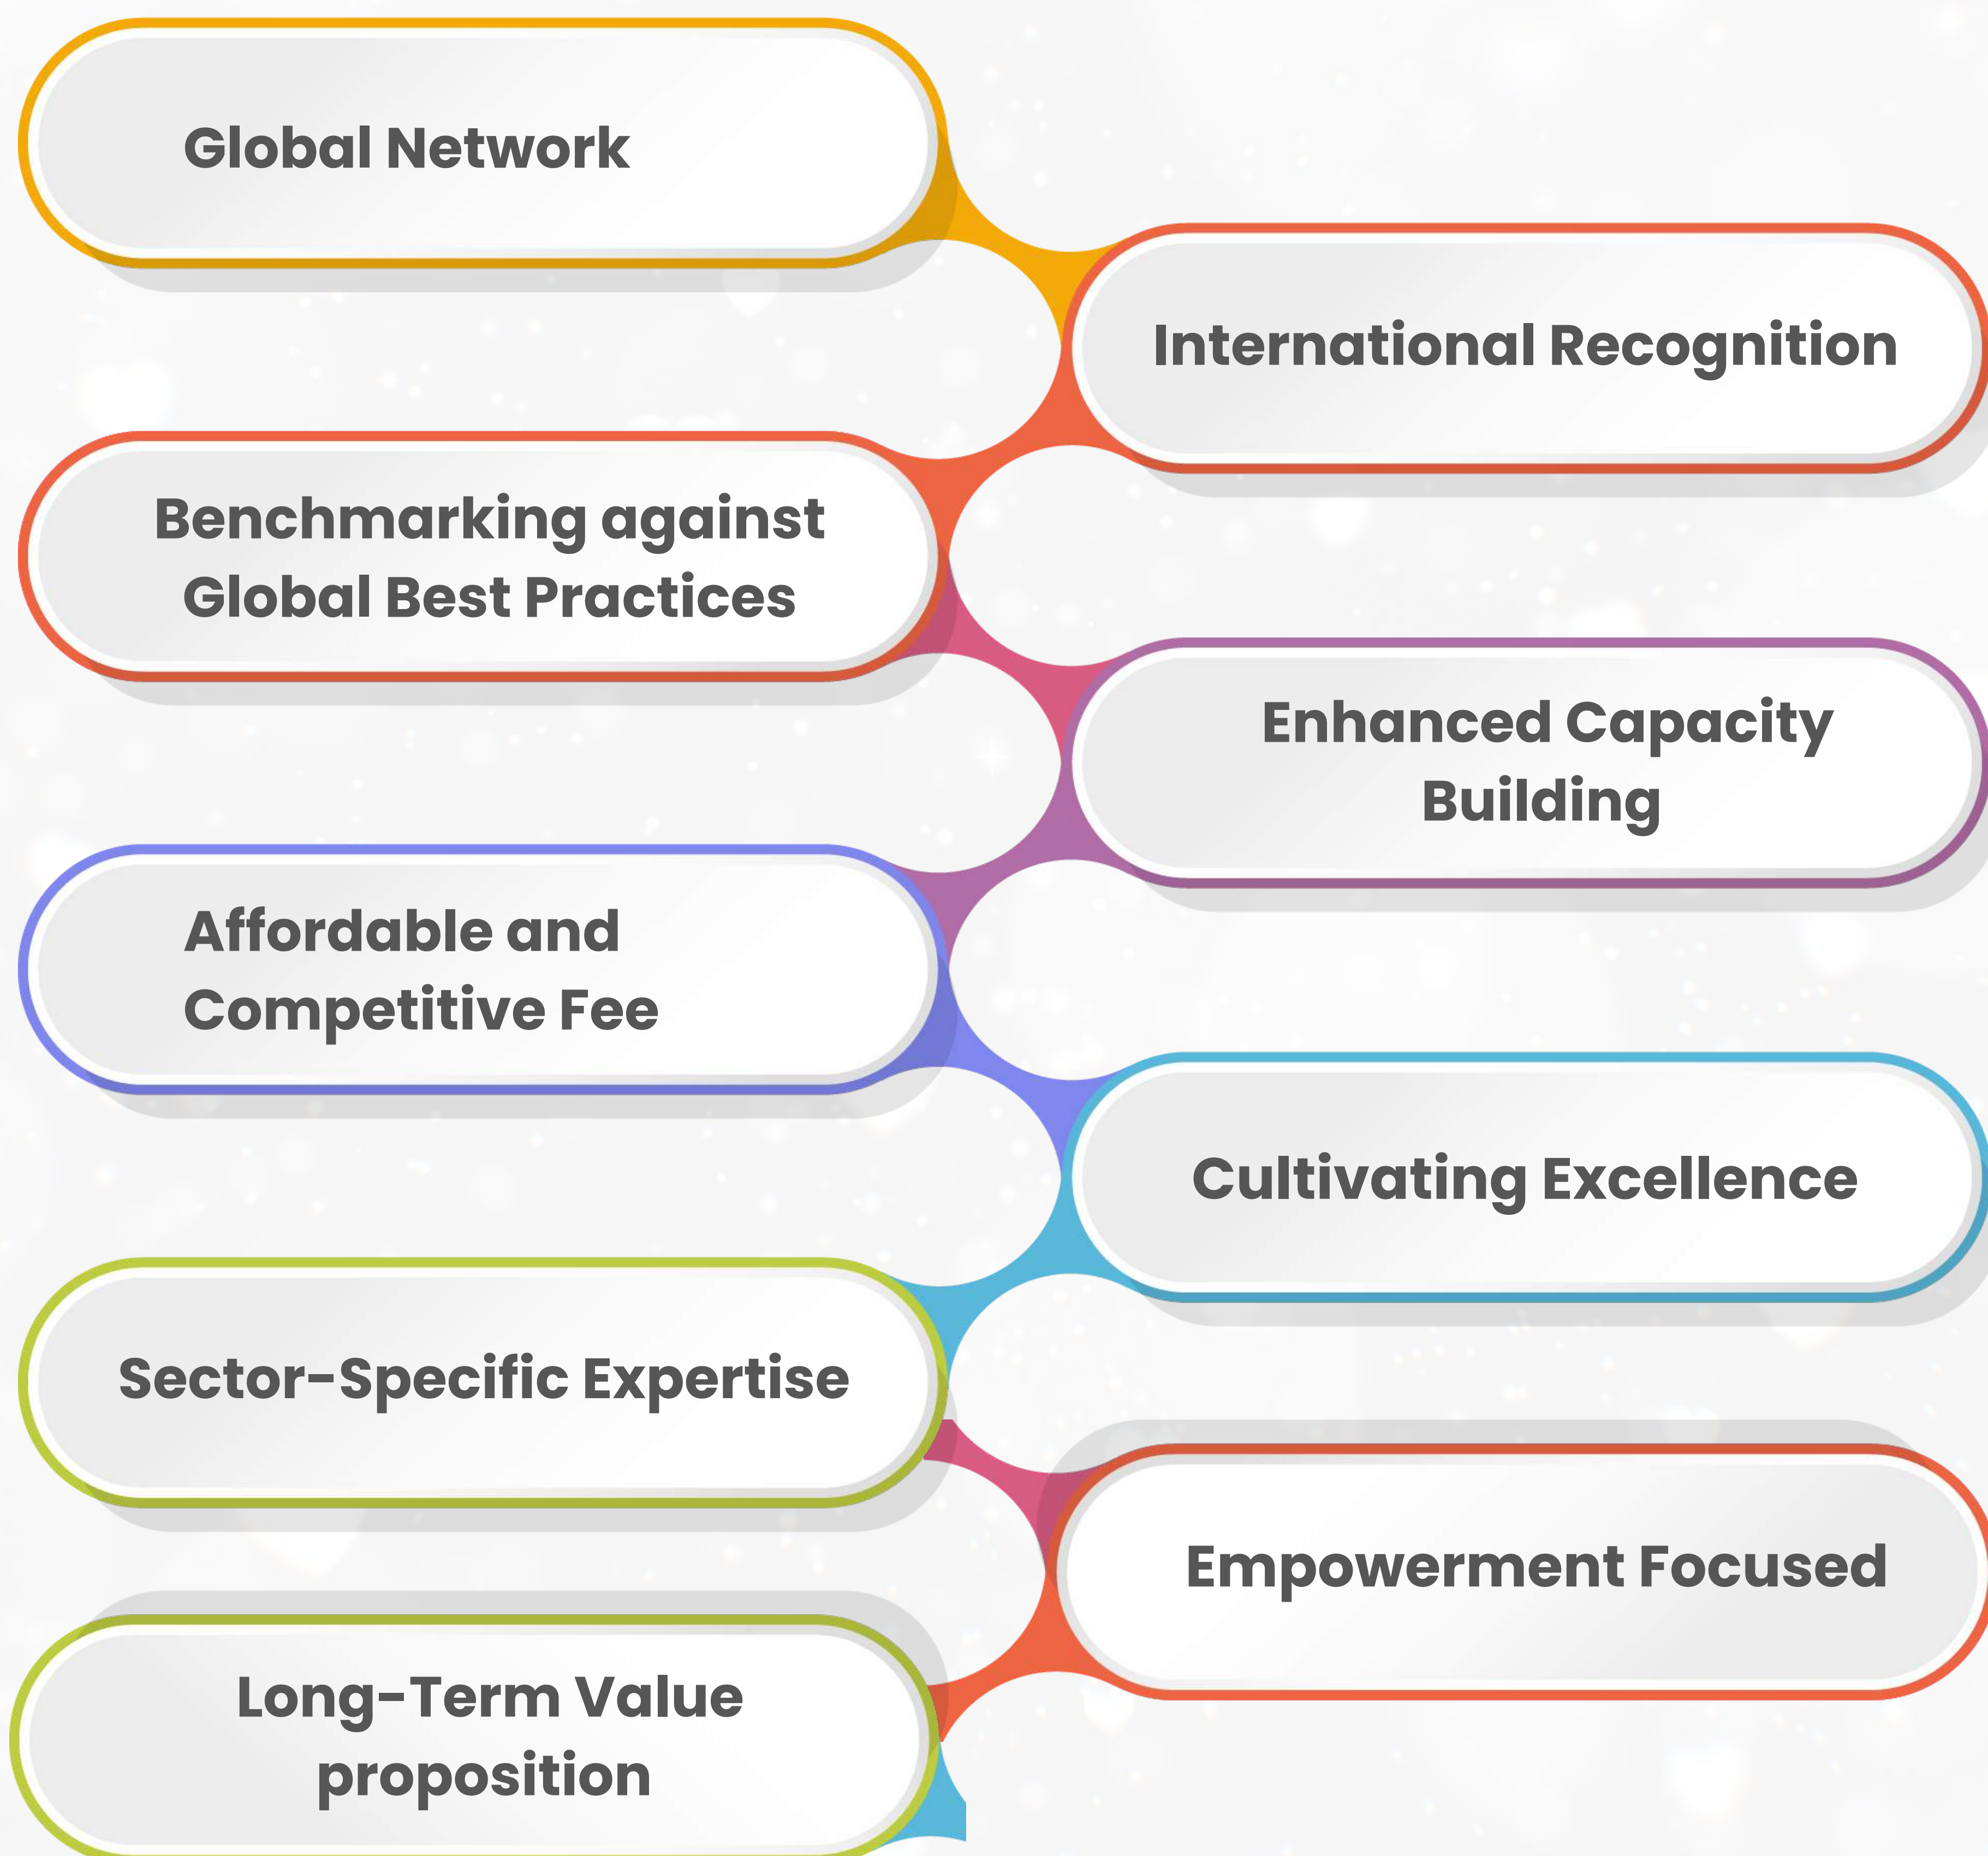 Global Network
International Recognition
Benchmarking against
Global Best Practices
Enhanced Capacity
Building
Affordable and
Competitive Fee
Cultivating Excellence
Sector-Specific Expertise
Empowerment Focused
Long-Term Value
proposition